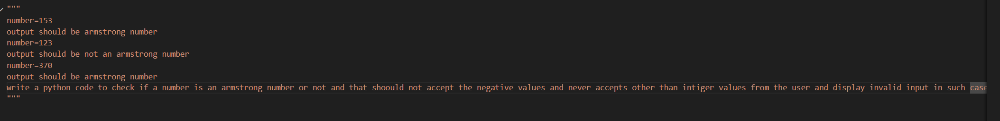 """
number=153
output should be armstrong number
number=123
output should be not an armstrong number
number=370
output should be armstrong number
write a python code to check if a number is an armstrong number or not and that shoould not accept the negative values and never accepts other than intiger values from the user and display invalid input in such case
"""